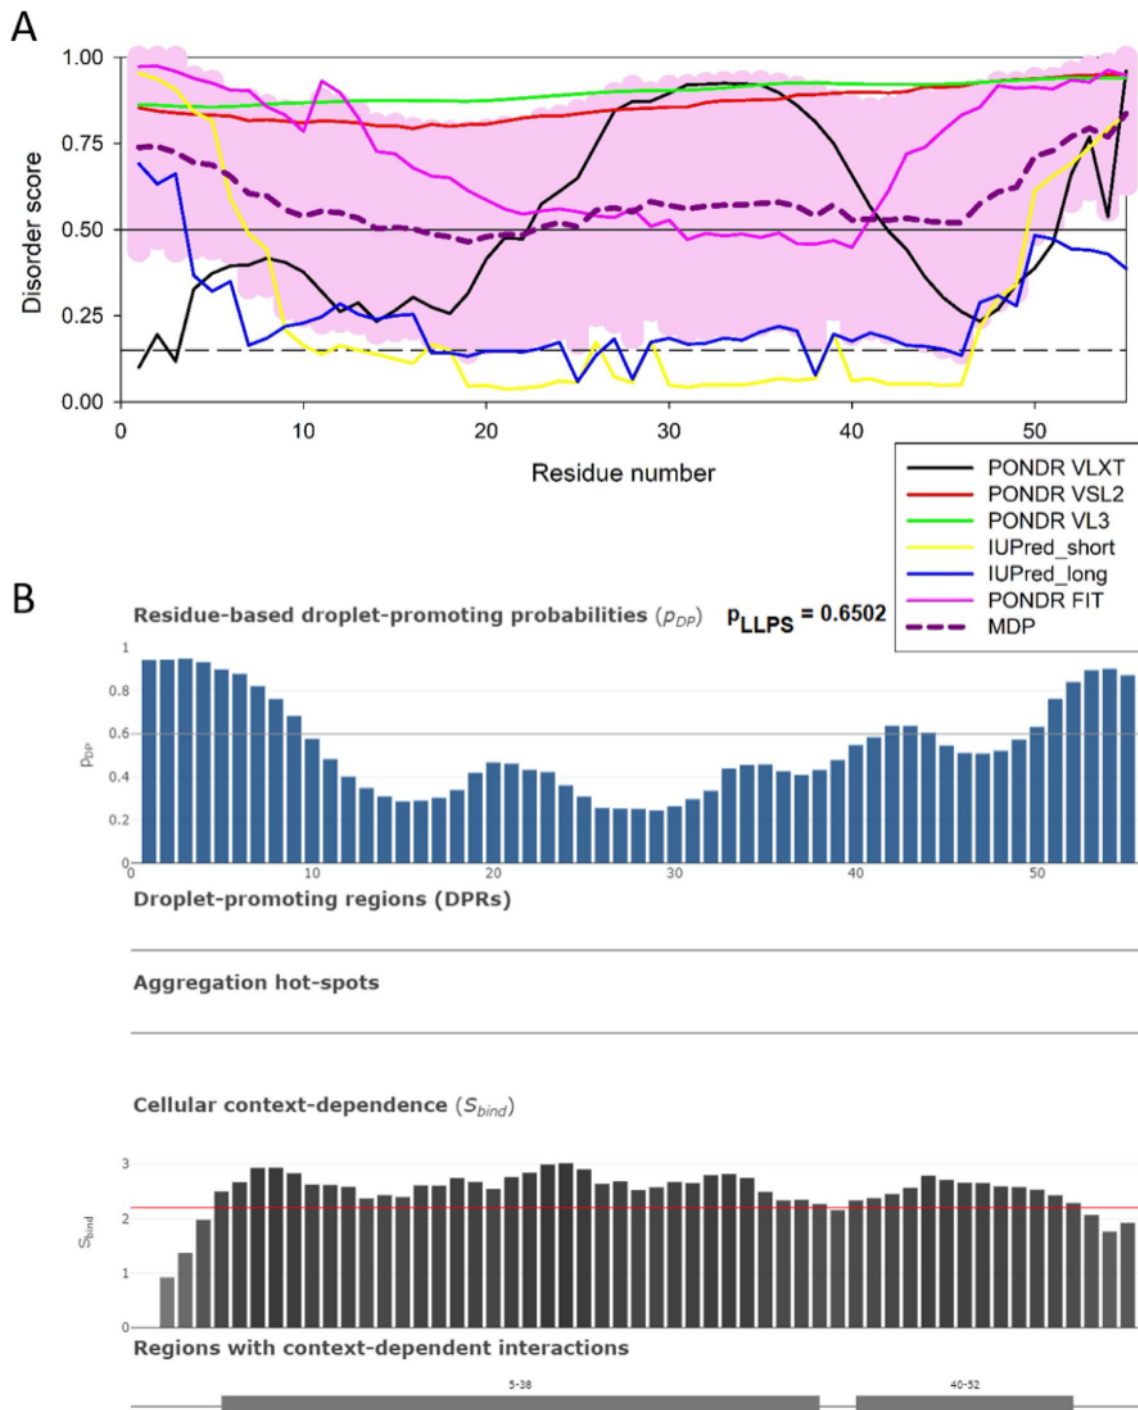 A
1.00
0.75
0.50
0.25
0.00
Disorder score
0 10 20 30 40 50
Residue number
PONDR VLXT
PONDR VSL2
PONDR VL3
IUPred_short
IUPred_long
PONDR FIT
MDP
B
Residue-based droplet-promoting probabilities (pDP) pLLPS = 0.6502
1
0.8
0.6
0.4
0.2
0
pDP
0 10 20 30 40 50
Droplet-promoting regions (DPRs)
Aggregation hot-spots
Cellular context-dependence (Sbind)
3
2
1
0
Sbind
Regions with context-dependent interactions
5-38 40-52